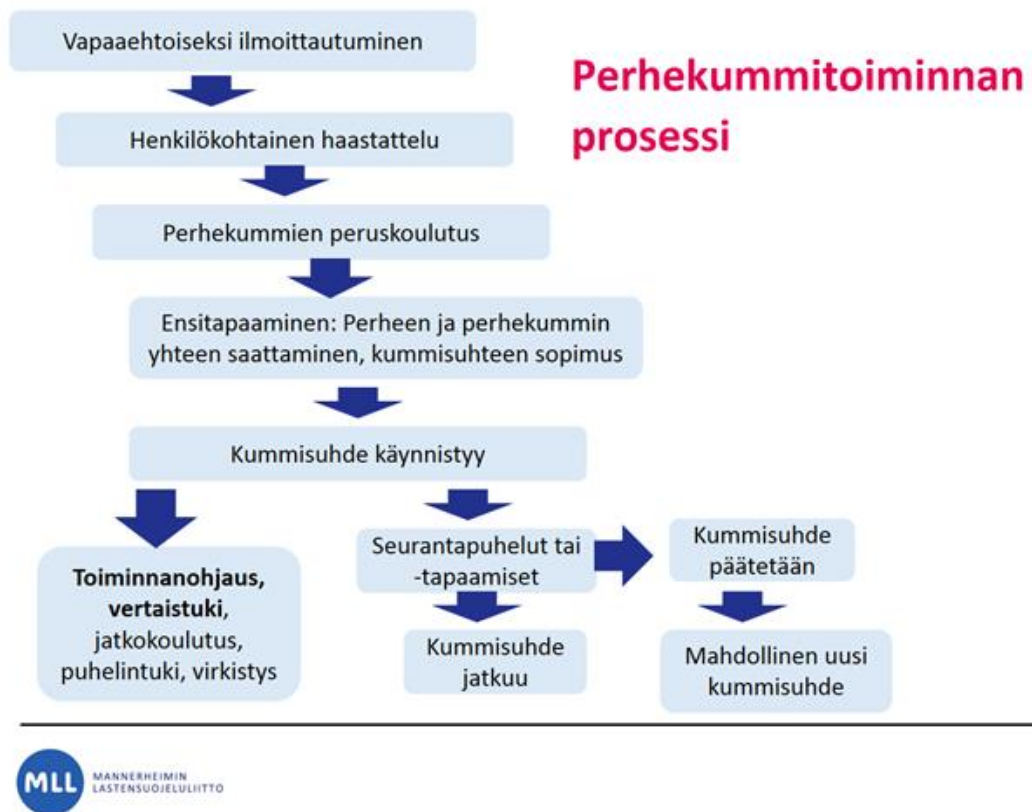 Vapaaehtoiseksi ilmoittautuminen
Perhekummitoiminnan
prosessi
Henkilökohtainen haastattelu
Perhekummien peruskoulutus
Ensitapaaminen: Perheen ja perhekummin
yhteen saattaminen, kummisuhteen sopimus
Kummisuhde käynnistyy
Toiminnanohjaus,
vertaistuki,
jatkokoulutus,
puhelintuki, virkistys
Seurantapuhelut tai
-tapaamiset
Kummisuhde
päätetään
Kummisuhde
jatkuu
Mahdollinen uusi
kummisuhde
MLL
MANNERHEIMIN
LASTENSUOJELULIITTO